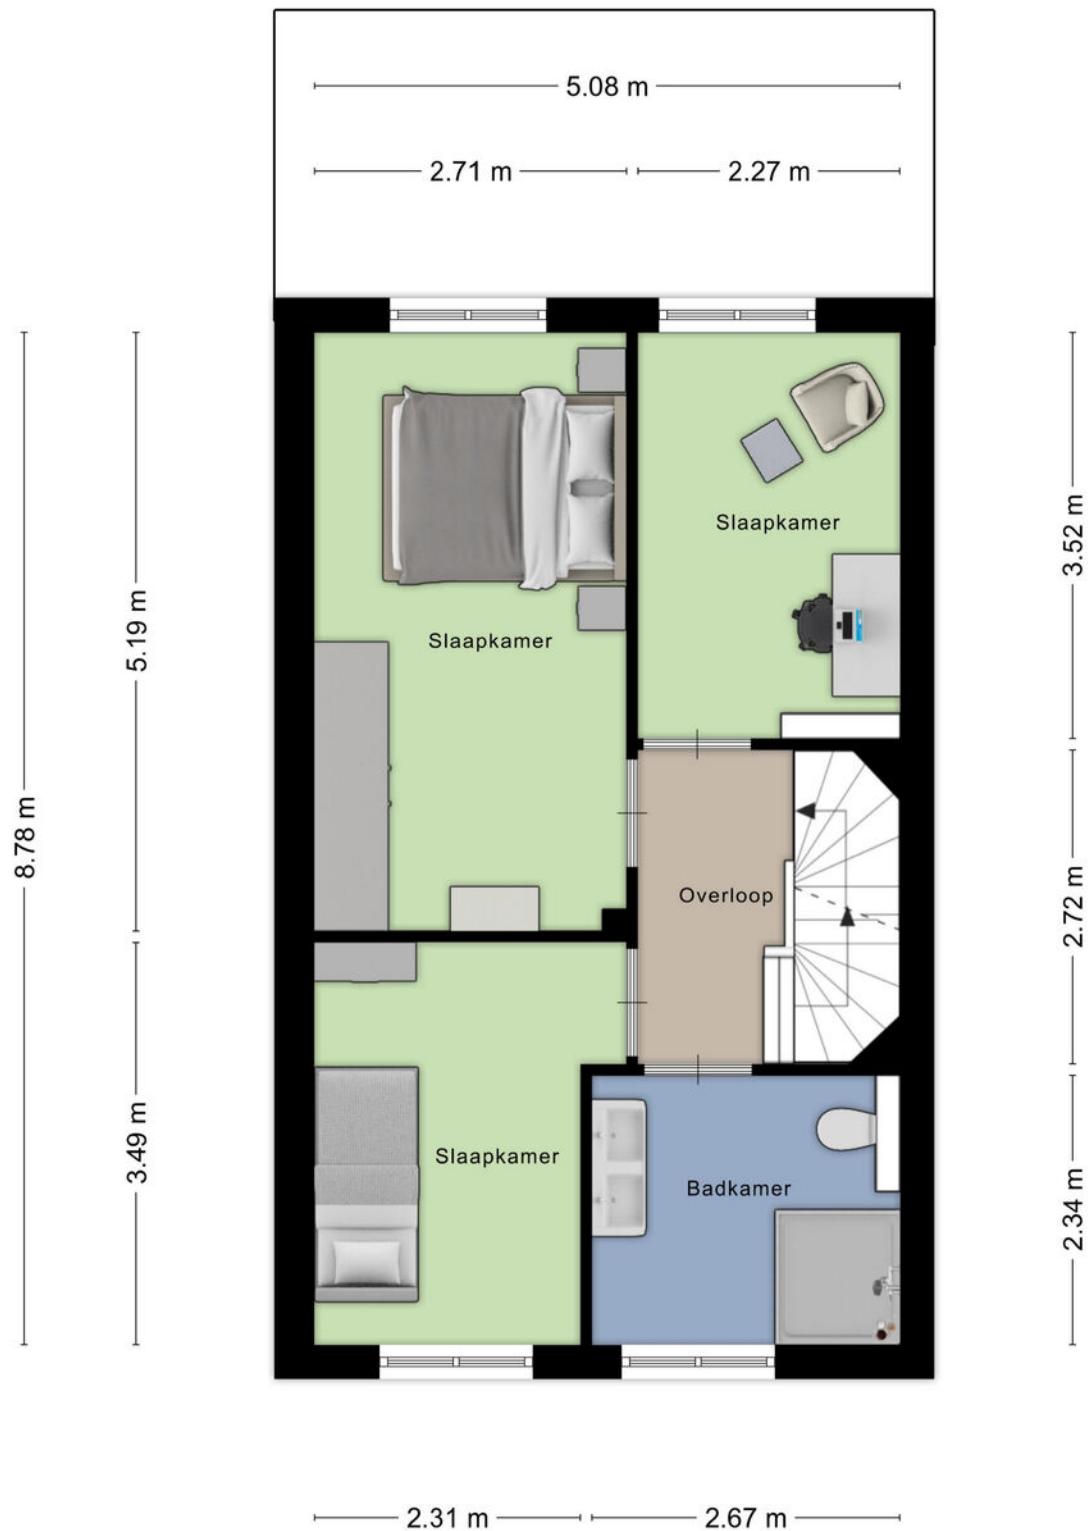 5.08 m
2.71 m
2.27 m
3.52 m
Slaapkamer
5.19 m
Slaapkamer
8.78 m
Overloop
2.72 m
3.49 m
Slaapkamer
Badkamer
2.34 m
2.31 m
2.67 m